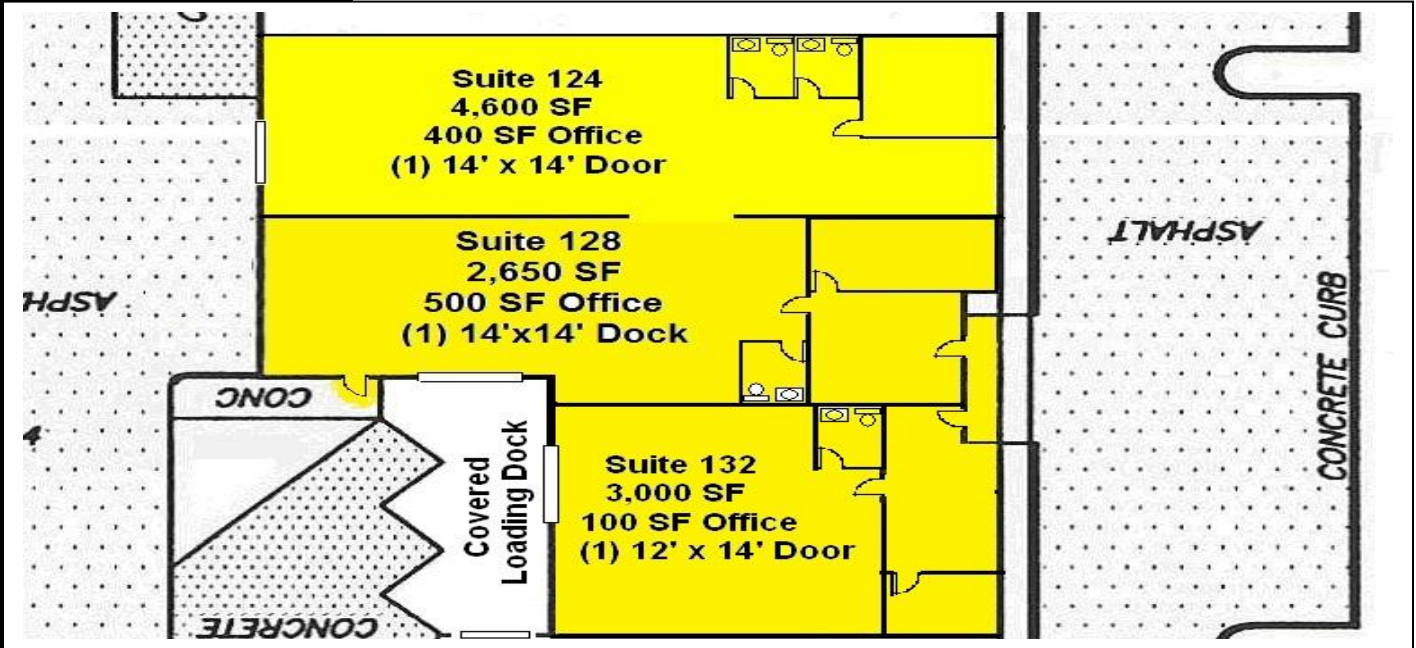 Suite 124
4,600 SF
400 SF Office
(1) 14' x 14' Door
Suite 128
2,650 SF
500 SF Office
(1) 14'x14' Dock
ASPHALT
CONCRETE CURB
CONC
Covered
Loading Dock
Suite 132
3,000 SF
100 SF Office
(1) 12' x 14' Door
CONCRETE